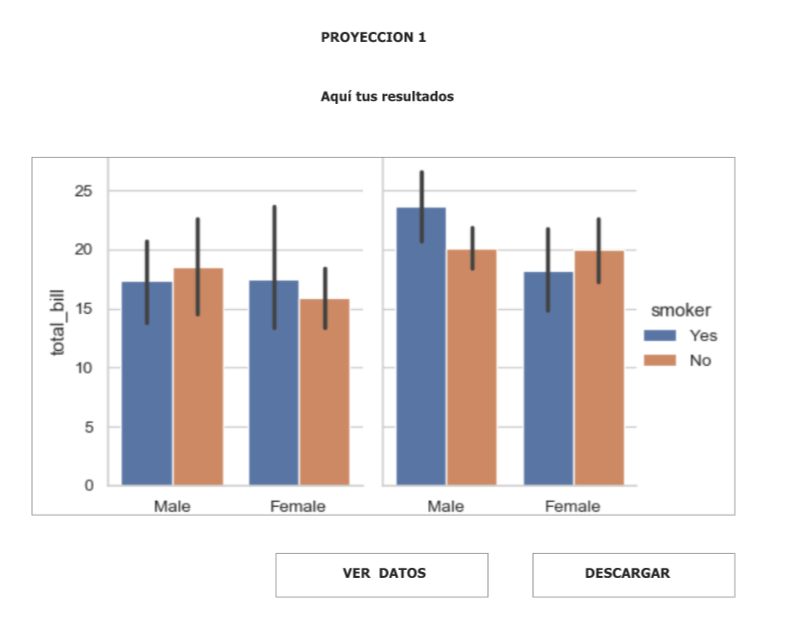 PROYECCION 1
Aquí tus resultados
25
20
15
10
5
0
total_bill
Male Female Male Female
smoker
Yes
No
VER DATOS DESCARGAR